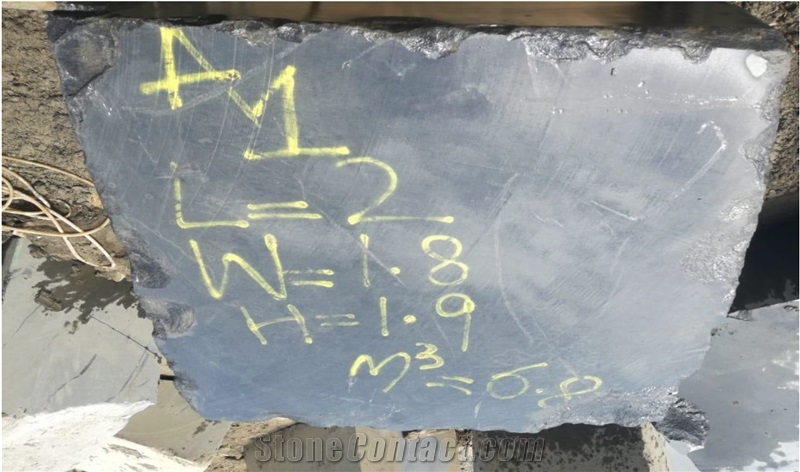 A1
L=2
W=1.8
H=1.9
m³=6.8
StoneContact.com